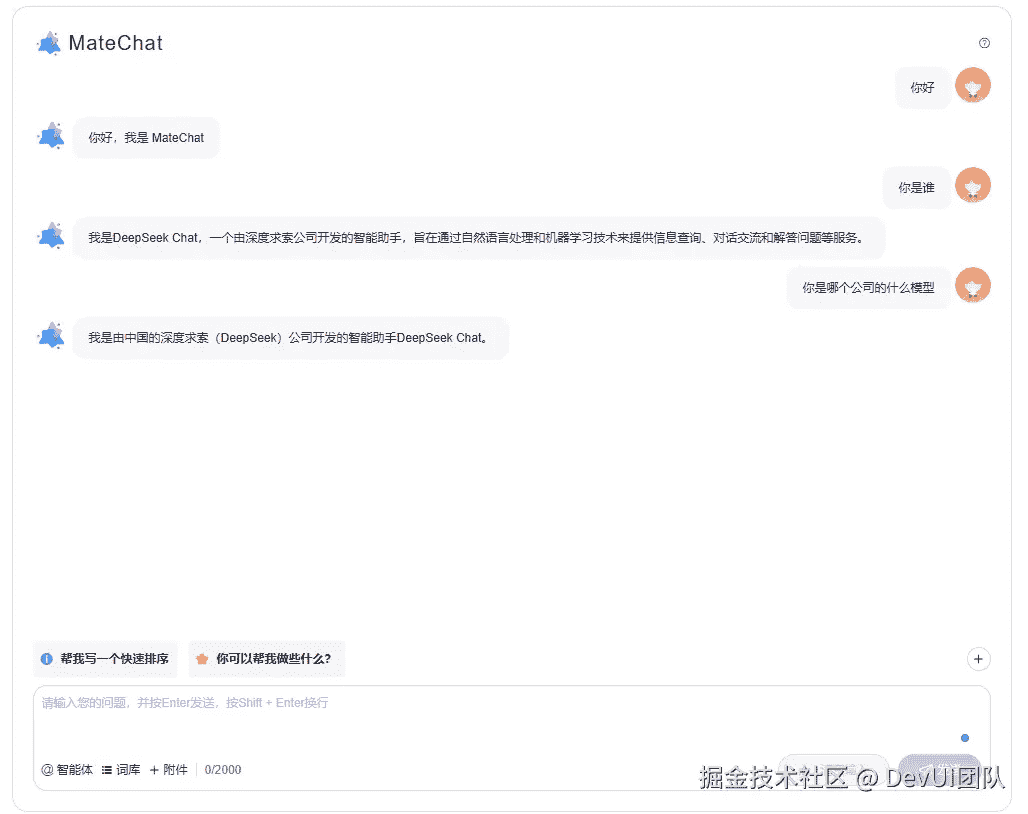 MateChat
你好
你好，我是 MateChat
你是谁
我是DeepSeek Chat，一个由深度求索公司开发的智能助手，旨在通过自然语言处理和机器学习技术来提供信息查询、对话交流和解答问题等服务。
你是哪个公司的什么模型
我是由中国的深度求索（DeepSeek）公司开发的智能助手DeepSeek Chat。
帮我写一个快速排序 你可以帮我做些什么?
请输入您的问题，并按Enter发送，按Shift + Enter换行
@ 智能体 词库 附件 0/2000
掘金技术社区 @ DevUI团队